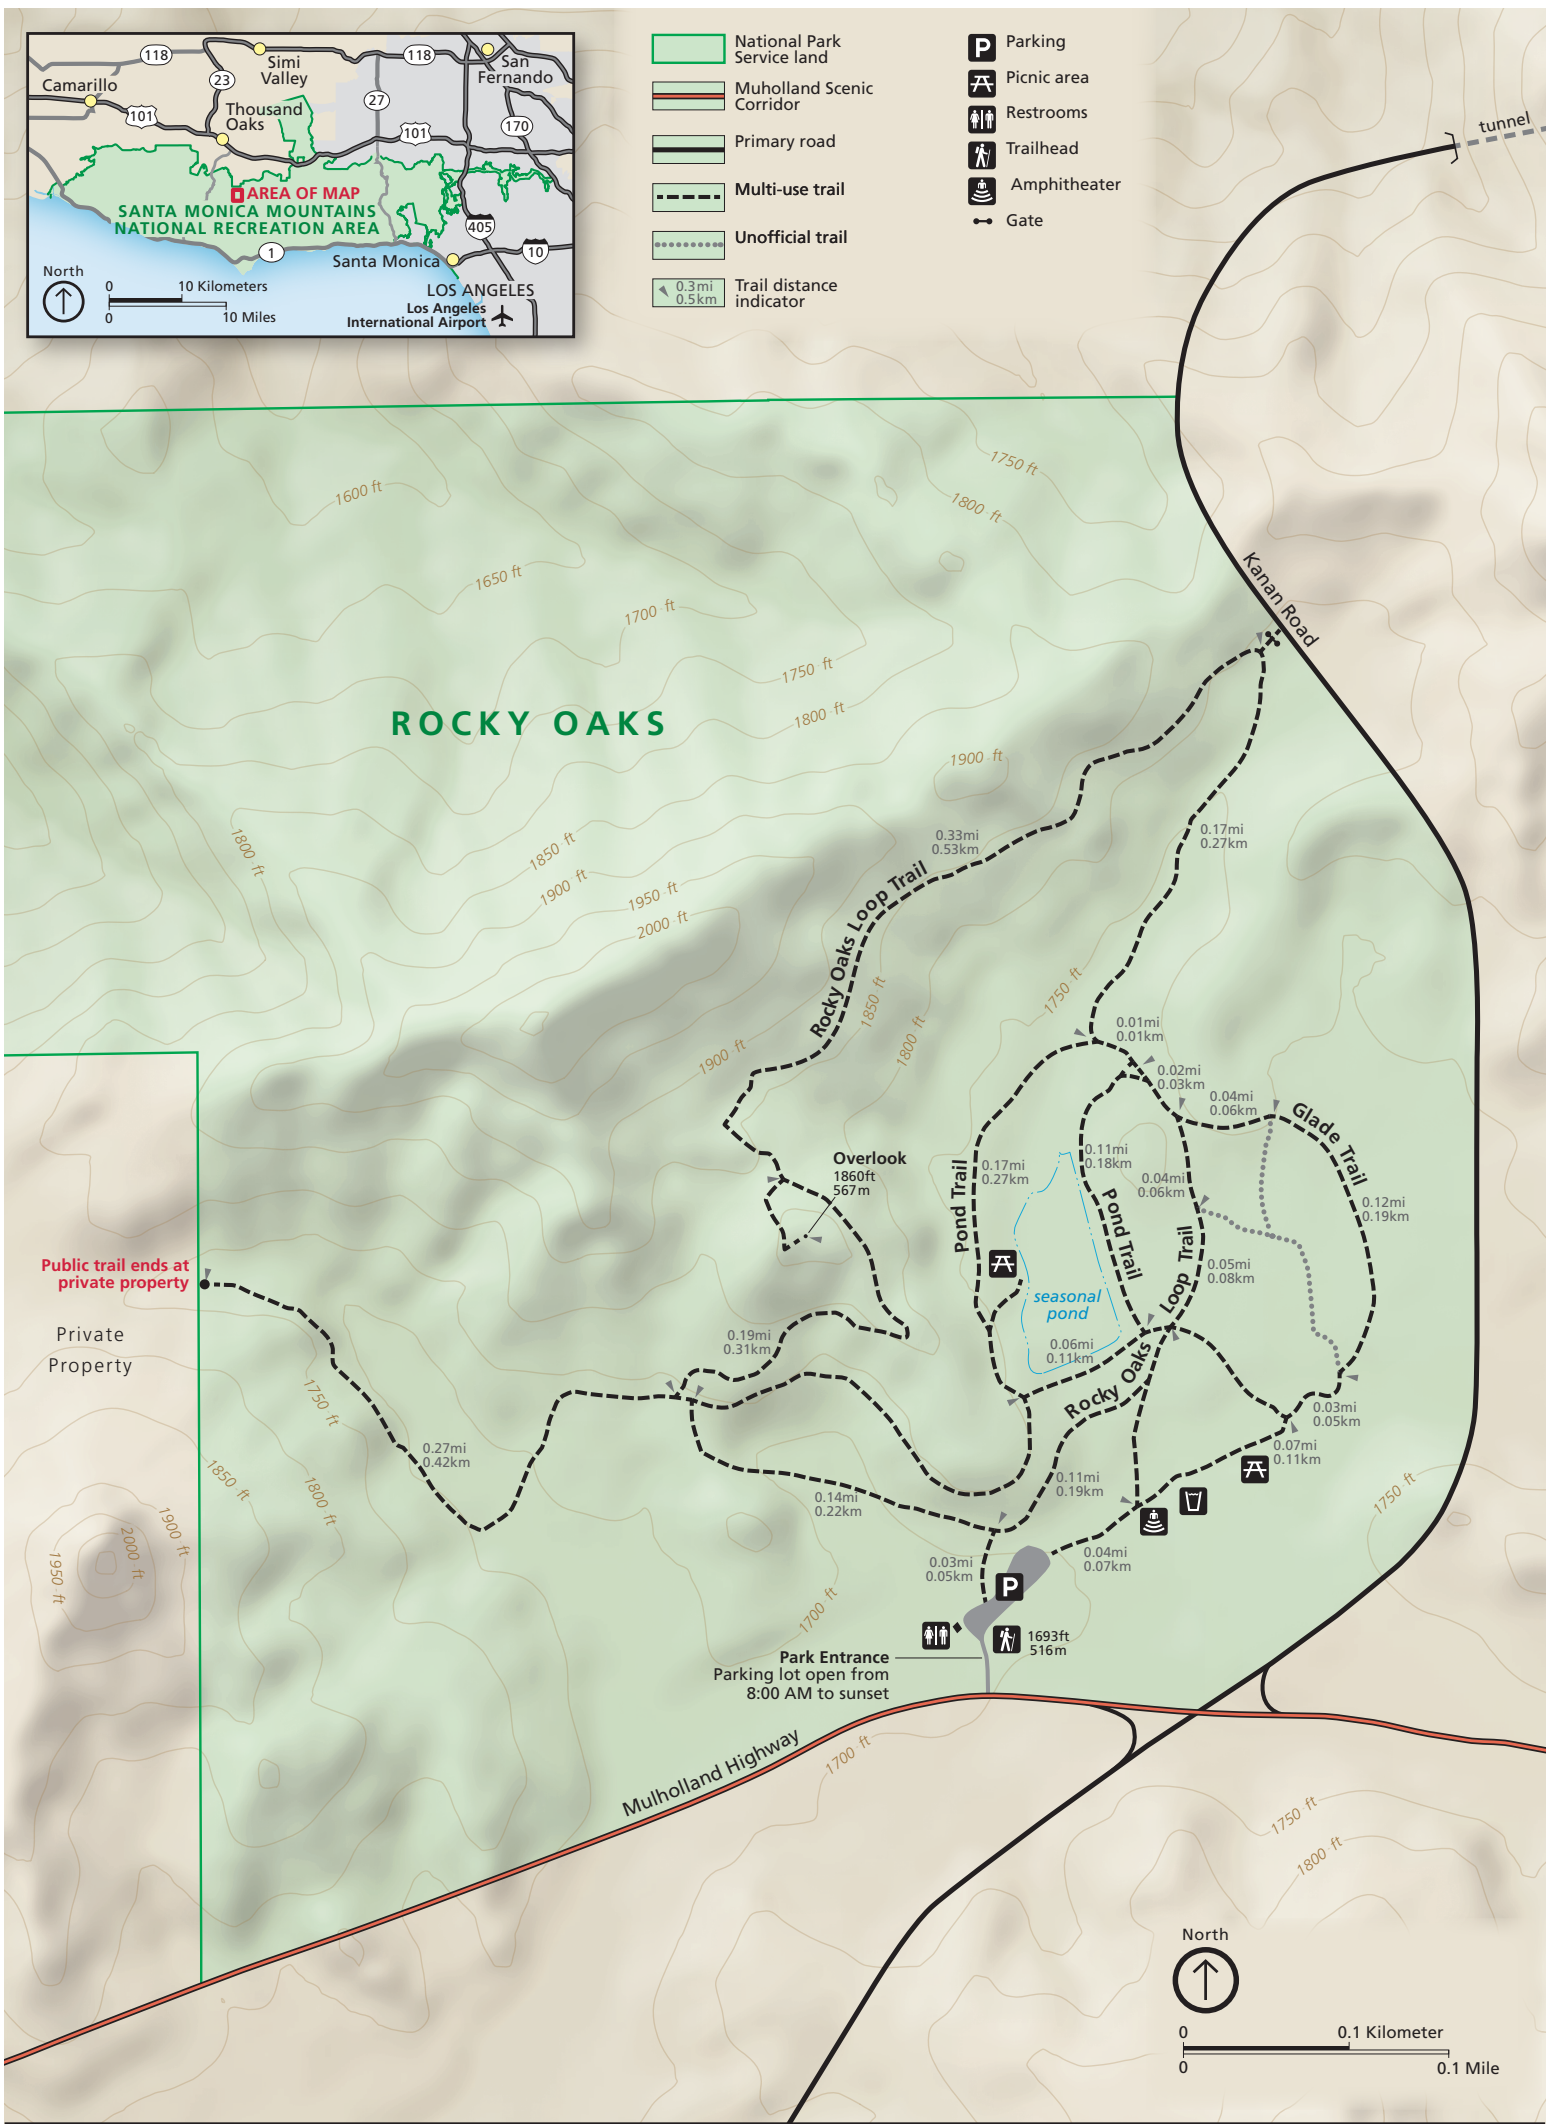 118
118
Simi
Valley
San
Fernando
Camarillo
23
27
101
Thousand
Oaks
101
170
AREA OF MAP
SANTA MONICA MOUNTAINS
NATIONAL RECREATION AREA
405
10
1
Santa Monica
North
0
10 Kilometers
0
10 Miles
LOS ANGELES
Los Angeles
International Airport
National Park
Service land
Muholland Scenic
Corridor
Primary road
Multi-use trail
Unofficial trail
0.3mi
0.5km
Trail distance
indicator
P
Parking
Picnic area
Restrooms
Trailhead
Amphitheater
Gate
tunnel
1750 ft
1800 ft
1600 ft
1650 ft
1700 ft
Kanan Road
1750 ft
1800 ft
ROCKY OAKS
1900 ft
1800 ft
1850 ft
1900 ft
1950 ft
2000 ft
0.33mi
0.53km
0.17mi
0.27km
Rocky Oaks Loop Trail
1850 ft
1800 ft
1750 ft
1900 ft
0.01mi
0.01km
0.02mi
0.03km
0.04mi
0.06km
Glade Trail
Overlook
1860ft
567m
Pond Trail
0.17mi
0.27km
0.11mi
0.18km
0.04mi
0.06km
Pond Trail
0.12mi
0.19km
Public trail ends at
private property
Private
Property
Loop Trail
0.05mi
0.08km
seasonal
pond
0.19mi
0.31km
0.06mi
0.11km
Rocky Oaks
1750 ft
0.03mi
0.05km
0.27mi
0.42km
0.07mi
0.11km
1850 ft
1800 ft
1900 ft
2000 ft
1950 ft
0.14mi
0.22km
0.11mi
0.19km
1750 ft
0.03mi
0.05km
0.04mi
0.07km
P
1700 ft
1693ft
516m
Park Entrance
Parking lot open from
8:00 AM to sunset
Mulholland Highway
1700 ft
1750 ft
1800 ft
North
0
0.1 Kilometer
0
0.1 Mile